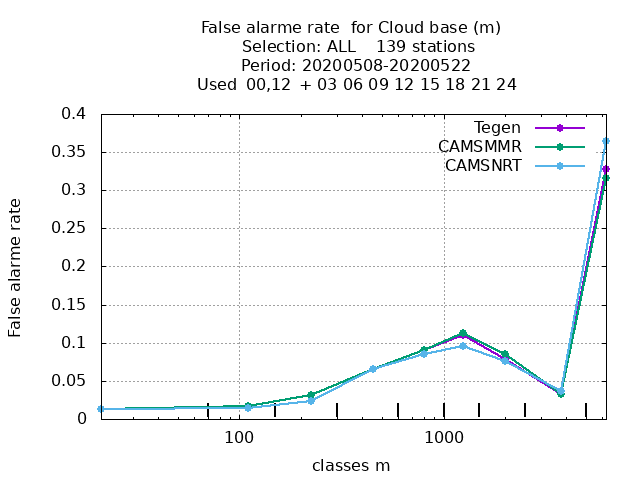 False alarme rate  for Cloud base (m)
Selection: ALL    139 stations
Period: 20200508-20200522
Used  00,12  + 03 06 09 12 15 18 21 24
0.4
0.35
0.3
0.25
0.2
0.15
0.1
0.05
0
False alarme rate
Tegen
CAMSMMR
CAMSNRT
100
1000
classes m